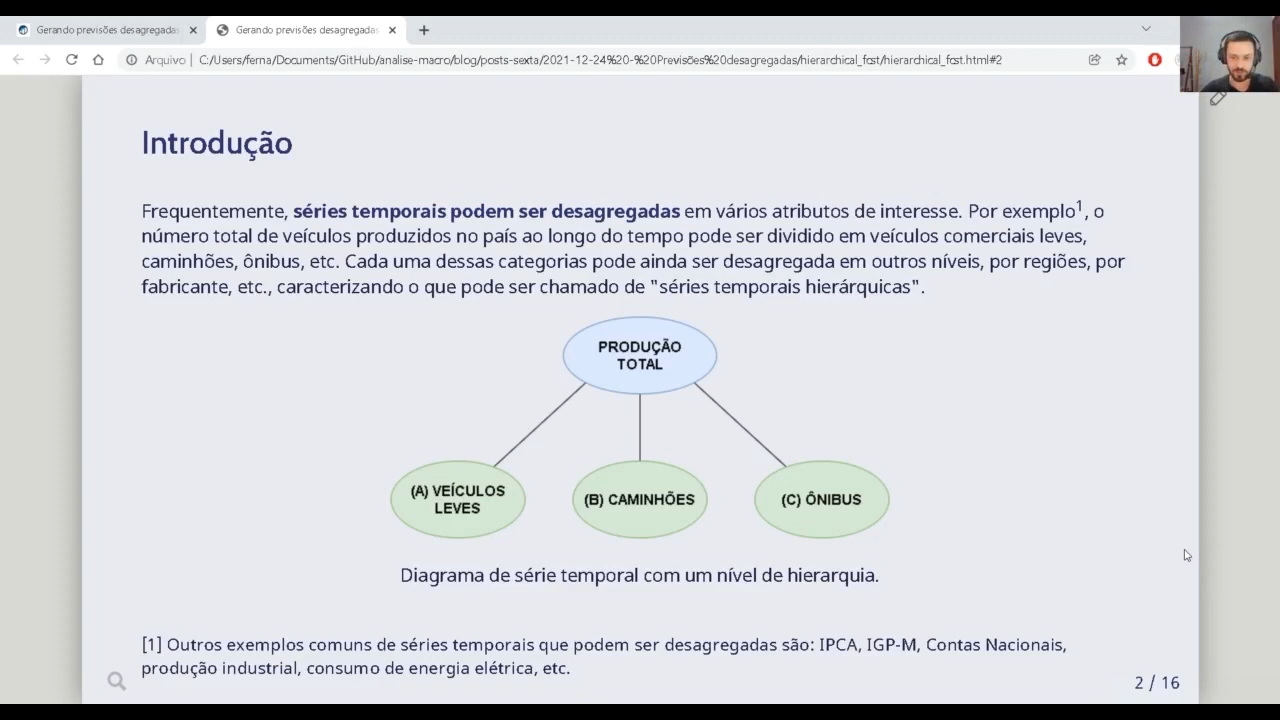 Gerando previsões desagregadas
Gerando previsões desagregadas
Arquivo | C:/Users/ferna/Documents/GitHub/analise-macro/blog/posts-sexta/2021-12-24%20-%20Previsões%20desagregadas/hierarchical_fcst/hierarchical_fcst.html#2
Introdução
Frequentemente, séries temporais podem ser desagregadas em vários atributos de interesse. Por exemplo1, o
número total de veículos produzidos no país ao longo do tempo pode ser dividido em veículos comerciais leves,
caminhões, ônibus, etc. Cada uma dessas categorias pode ainda ser desagregada em outros níveis, por regiões, por
fabricante, etc., caracterizando o que pode ser chamado de "séries temporais hierárquicas".
PRODUÇÃO
TOTAL
(A) VEÍCULOS
LEVES
(B) CAMINHÕES
(C) ÔNIBUS
Diagrama de série temporal com um nível de hierarquia.
[1] Outros exemplos comuns de séries temporais que podem ser desagregadas são: IPCA, IGP-M, Contas Nacionais,
produção industrial, consumo de energia elétrica, etc.
2 / 16